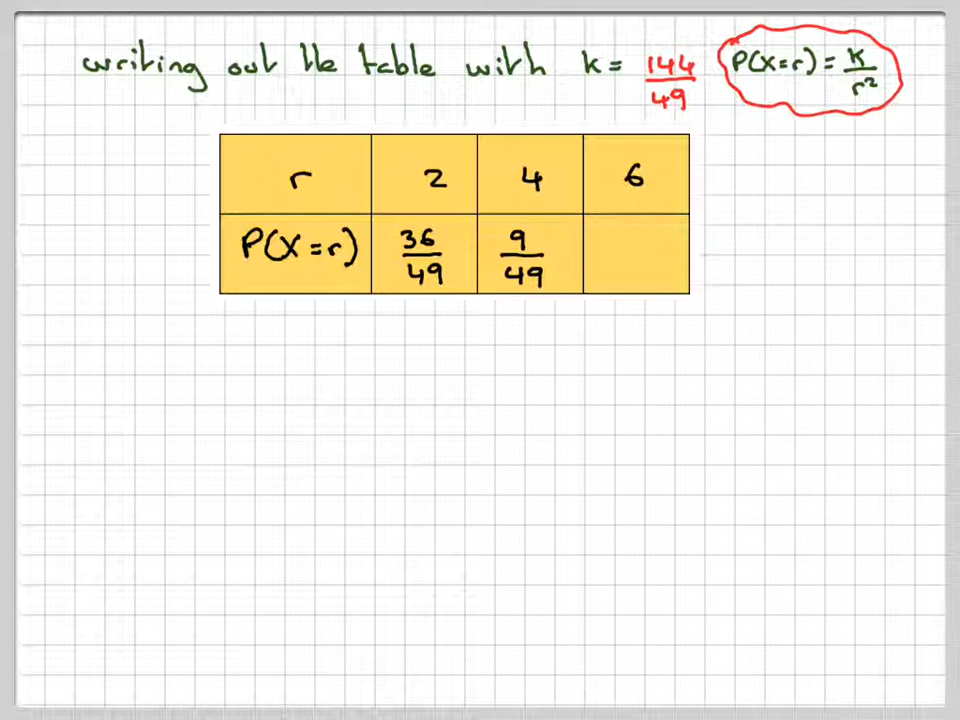 writing out the table with k = 144/49 P(X=r) = k/r²
r 2 4 6
P(X=r) 36/49 9/49